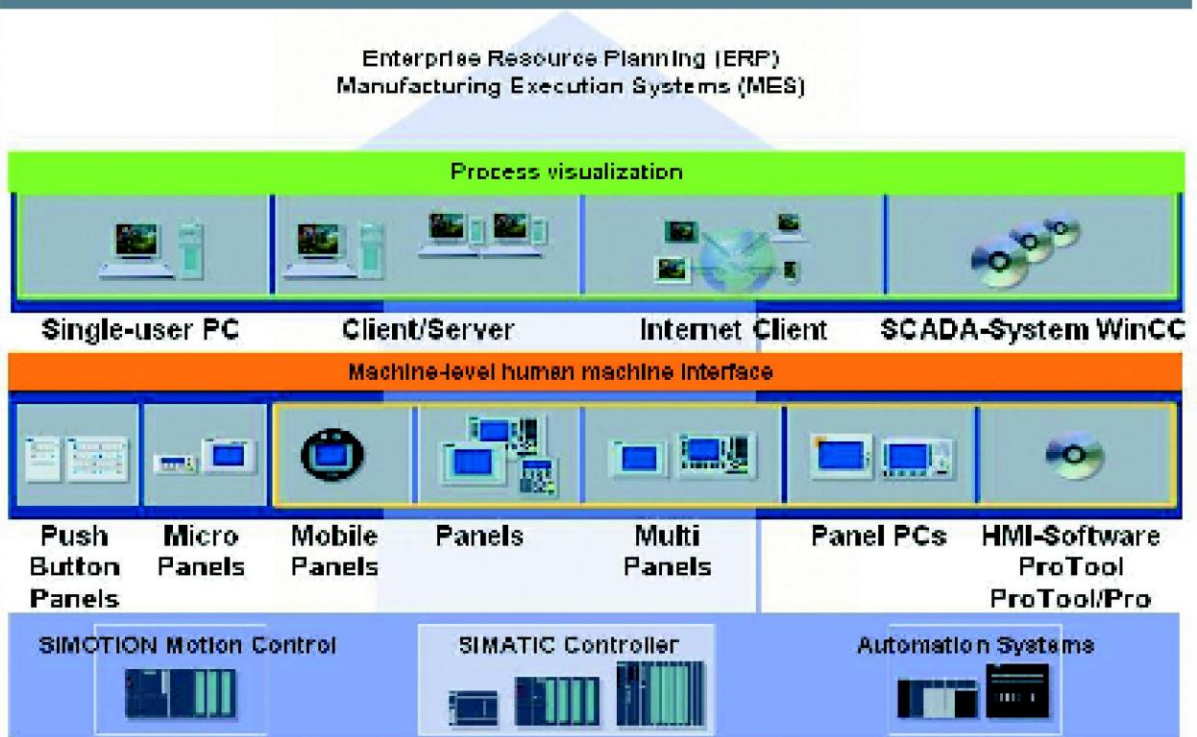 Enterprise Resource Planning (ERP)
Manufacturing Execution Systems (MES)
Process visualization
Single-user PC
Client/Server
Internet Client
SCADA-System WinCC
Machine-level human machine interface
Push
Button
Panels
Micro
Panels
Mobile
Panels
Panels
Multi
Panels
Panel PCs
HMI-Software
ProTool
ProTool/Pro
SIMOTION Motion Control
SIMATIC Controller
Automation Systems